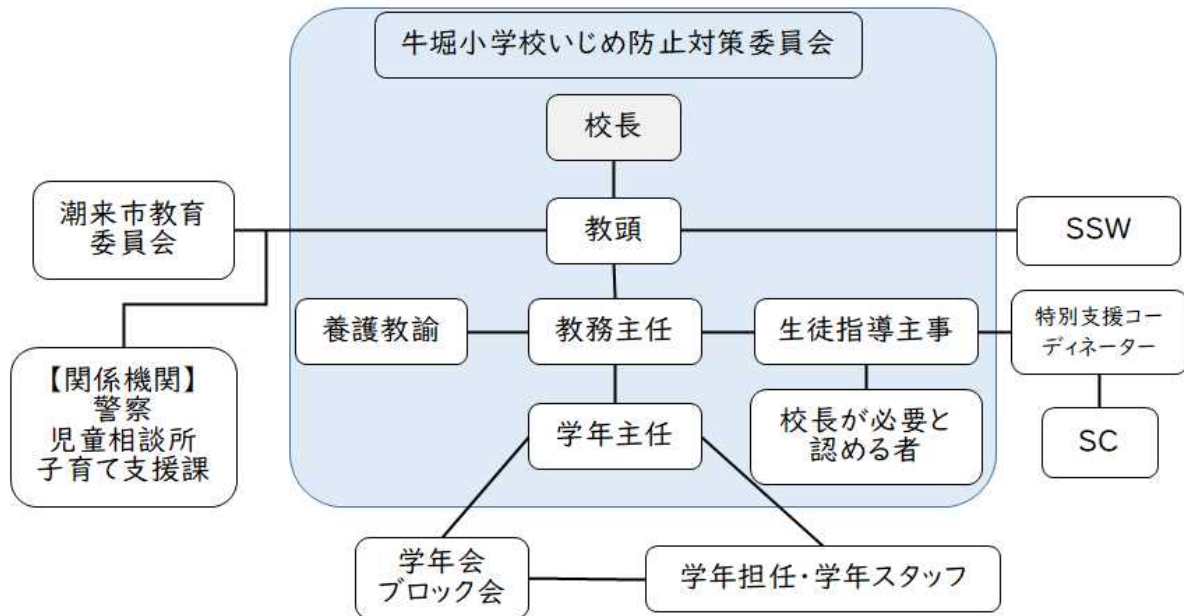 牛堀小学校いじめ防止対策委員会
校長
潮来市教育
委員会
教頭
SSW
養護教諭
教務主任
生徒指導主事
特別支援コー
ディネーター
【関係機関】
警察
児童相談所
子育て支援課
学年主任
校長が必要と
認める者
SC
学年会
ブロック会
学年担任・学年スタッフ